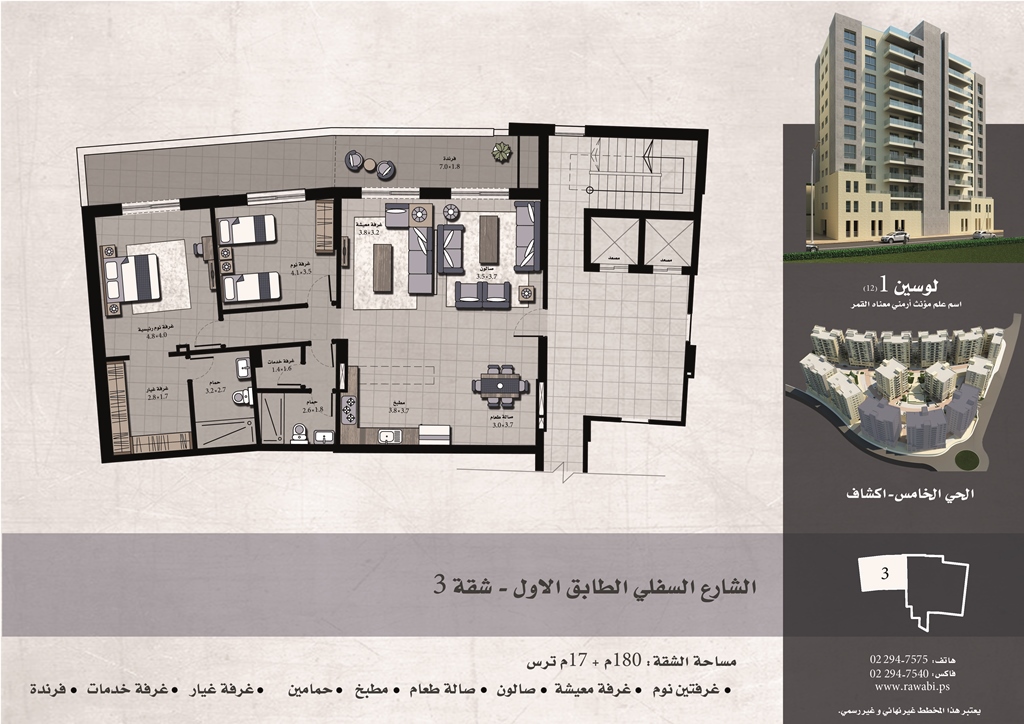 فرندة
7.0*1.8
غرفة معيشة
3.8*3.2
صالون
3.5*3.7
غرفة نوم
4.1*3.5
غرفة نوم رئيسية
4.8*4.0
غرفة غيار
2.8*1.7
حمام
3.2*2.7
غرفة خدمات
1.4*1.6
حمام
2.6*1.8
مطبخ
3.8*3.7
صالة طعام
3.0*3.7
مصعد
مصعد
لوسين 1 (12)
اسم علم مؤنث أرمني معناه القمر
الحي الخامس - اكشاف
3
الشارع السفلي الطابق الاول - شقة 3
مساحة الشقة: 180م + 17م ترس
• غرفتين نوم • غرفة معيشة • صالون • صالة طعام • مطبخ • حمامين • غرفة غيار • غرفة خدمات • فرندة
هاتف: 02 294-7575
فاكس: 02 294-7540
www.rawabi.ps
يعتبر هذا المخطط غير نهائي و غير رسمي.